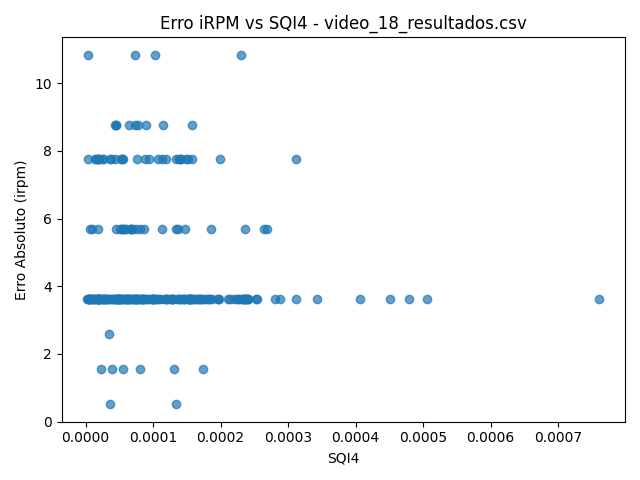 Erro iRPM vs SQI4 - video_18_resultados.csv
Erro Absoluto (irpm)
10
8
6
4
2
0
0.0000 0.0001 0.0002 0.0003 0.0004 0.0005 0.0006 0.0007
SQI4